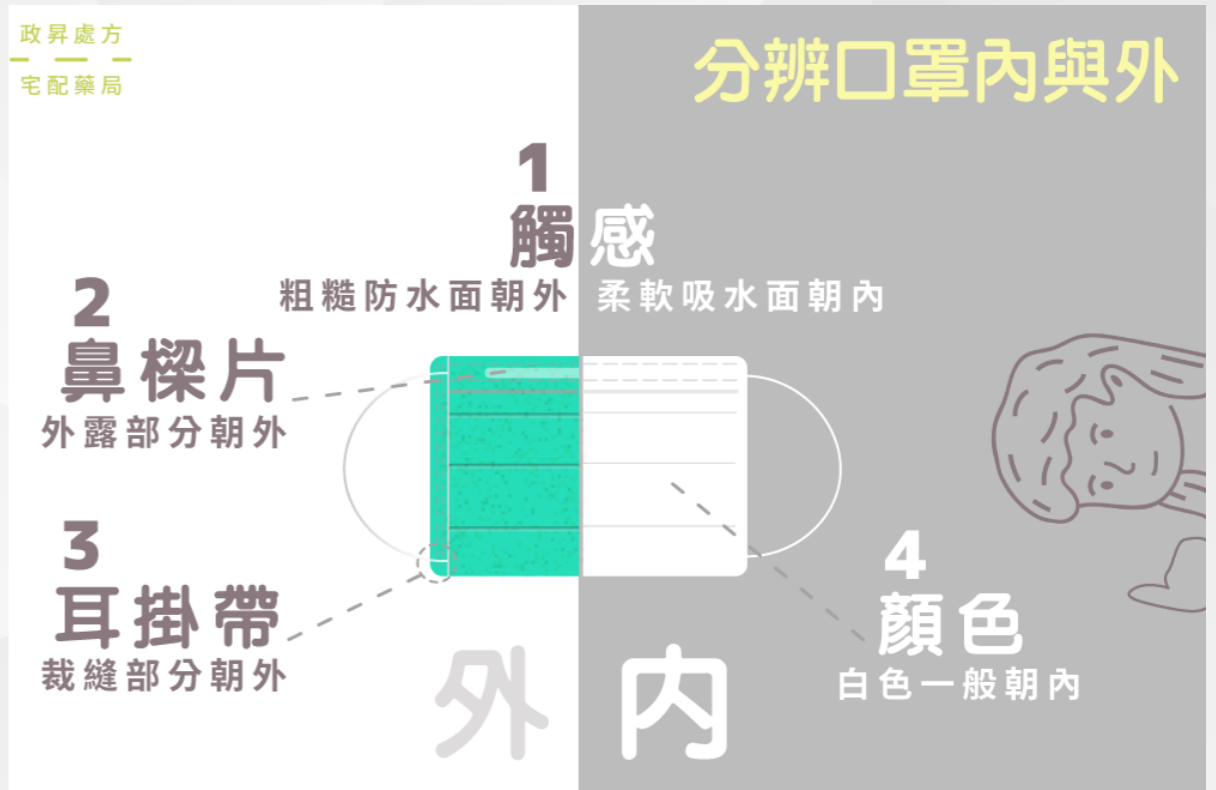 政昇處方
宅配藥局
分辨口罩內與外
1
觸感
粗糙防水面朝外 柔軟吸水面朝內
2
鼻樑片
外露部分朝外
3
耳掛帶
裁縫部分朝外
4
顏色
白色一般朝內
外 內